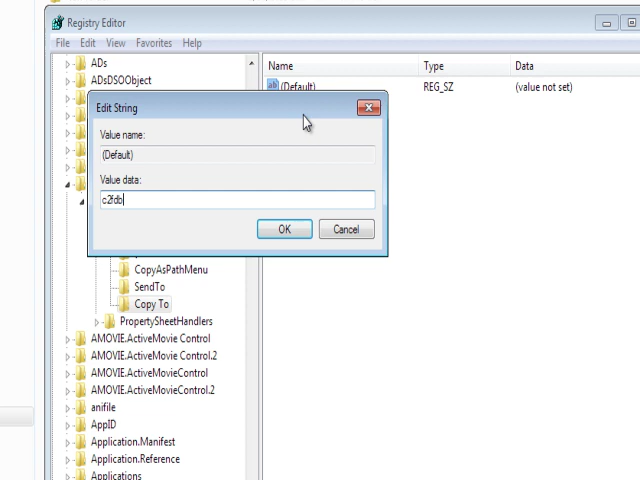 Registry Editor
File Edit View Favorites Help
ADs
ADsDSOObject
Name Type Data
(Default) REG_SZ (value not set)
Edit String
Value name:
(Default)
Value data:
c2fdb
OK Cancel
CopyAsPathMenu
SendTo
Copy To
PropertySheetHandlers
AMOVIE.ActiveMovie Control
AMOVIE.ActiveMovie Control.2
AMOVIE.ActiveMovieControl
AMOVIE.ActiveMovieControl.2
anifile
AppID
Application.Manifest
Application.Reference
Applications